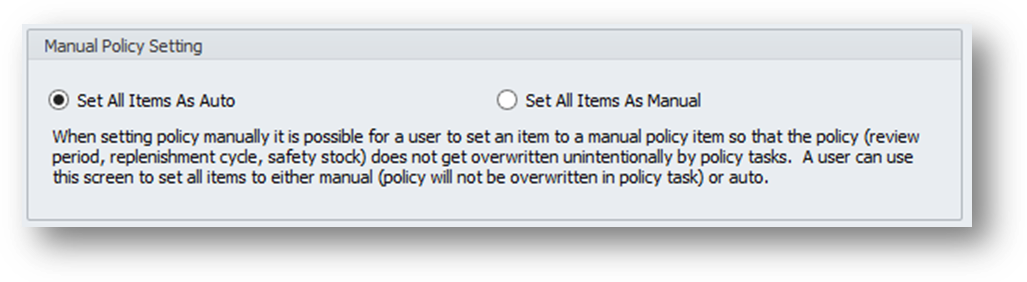 Manual Policy Setting
Set All Items As Auto
Set All Items As Manual
When setting policy manually it is possible for a user to set an item to a manual policy item so that the policy (review
period, replenishment cycle, safety stock) does not get overwritten unintentionally by policy tasks.  A user can use
this screen to set all items to either manual (policy will not be overwritten in policy task) or auto.